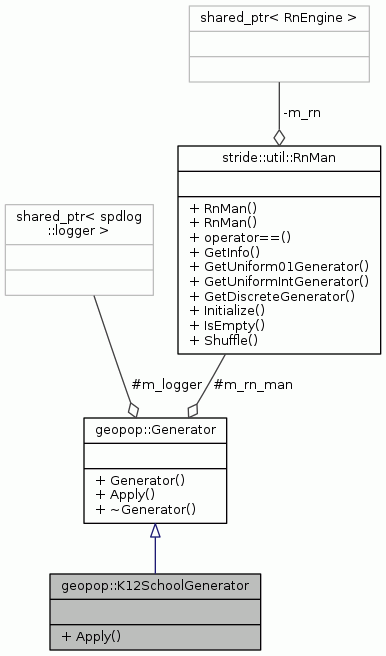 shared_ptr< RnEngine >
-m_rn
stride::util::RnMan
+ RnMan()
+ RnMan()
+ operator==()
+ GetInfo()
+ GetUniform01Generator()
+ GetUniformIntGenerator()
+ GetDiscreteGenerator()
+ Initialize()
+ IsEmpty()
+ Shuffle()
shared_ptr< spdlog
::logger >
#m_logger
#m_rn_man
geopop::Generator
+ Generator()
+ Apply()
+ ~Generator()
geopop::K12SchoolGenerator
+ Apply()